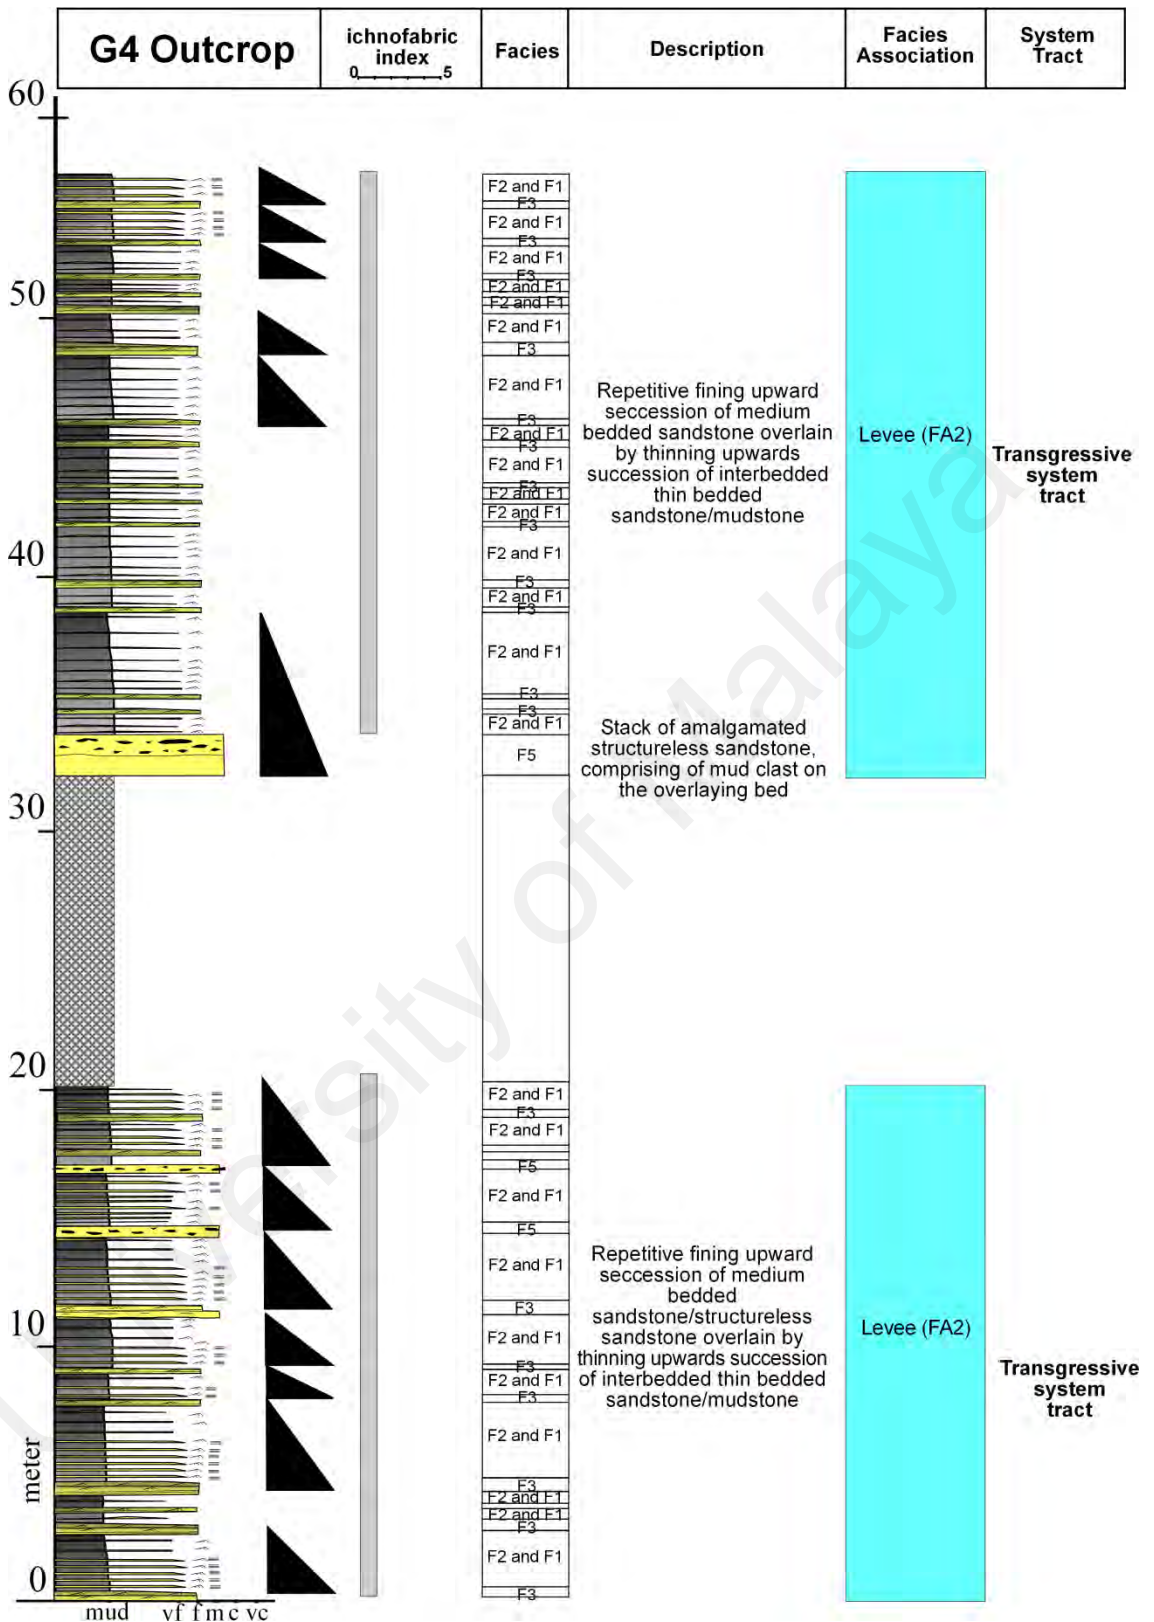 G4 Outcrop
ichnofabric
index
0 5
Facies
Description
Facies
Association
System
Tract
60
50
40
30
20
10
0
meter
mud vf f m c vc
F2 and F1
F3
F2 and F1
F3
F2 and F1
F3
F2 and F1
F2 and F1
F2 and F1
F3
F2 and F1
F3
F2 and F1
F3
F2 and F1
F3
F2 and F1
F2 and F1
F3
F2 and F1
F3
F2 and F1
F3
F2 and F1
F3
F3
F2 and F1
F5
F2 and F1
F3
F2 and F1
F5
F2 and F1
F5
F2 and F1
F3
F2 and F1
F3
F2 and F1
F3
F2 and F1
F3
F2 and F1
F2 and F1
F3
F2 and F1
F3
Repetitive fining upward
seccession of medium
bedded sandstone overlain
by thinning upwards
succession of interbedded
thin bedded
sandstone/mudstone
Stack of amalgamated
structureless sandstone,
comprising of mud clast on
the overlaying bed
Repetitive fining upward
seccession of medium
bedded
sandstone/structureless
sandstone overlain by
thinning upwards succession
of interbedded thin bedded
sandstone/mudstone
Levee (FA2)
Levee (FA2)
Transgressive
system
tract
Transgressive
system
tract
University of Malaya